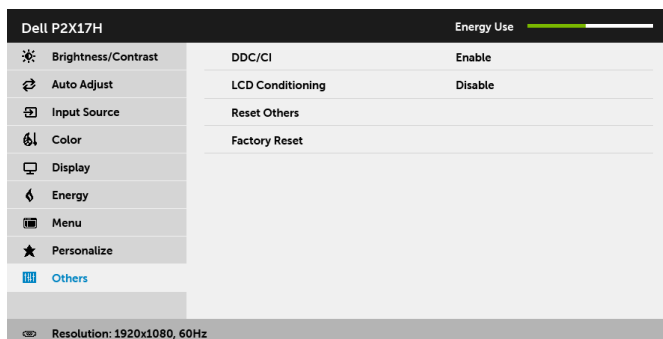 Dell P2X17H Energy Use
Brightness/Contrast DDC/CI Enable
Auto Adjust LCD Conditioning Disable
Input Source Reset Others
Color Factory Reset
Display
Energy
Menu
Personalize
Others
Resolution: 1920x1080, 60Hz